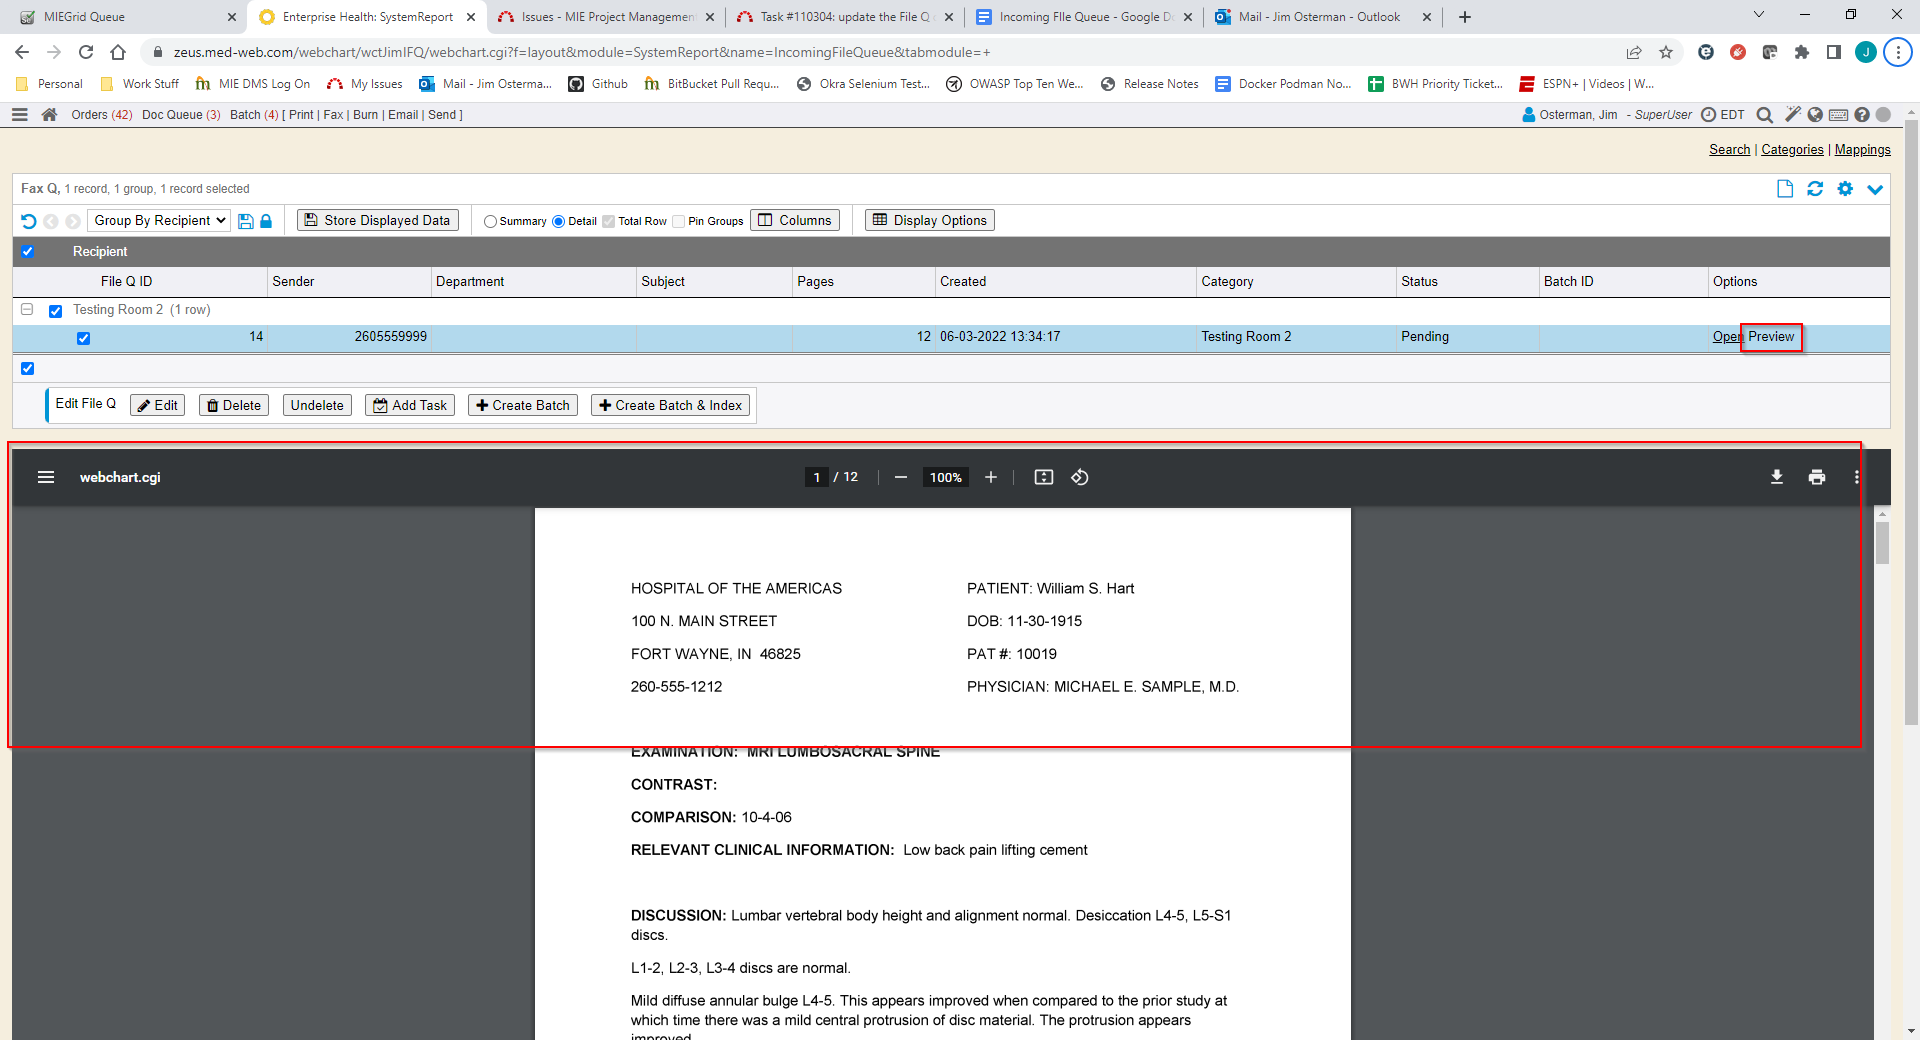 MIEGrid Queue
Enterprise Health: SystemReport
Issues - MIE Project Management
Task #110304: update the File Q
Incoming FIle Queue - Google Do
Mail - Jim Osterman - Outlook
zeus.med-web.com/webchart/wctJimIFQ/webchart.cgi?f=layout&module=SystemReport&name=IncomingFileQueue&tabmodule=+
J
Personal
Work Stuff
MIE DMS Log On
My Issues
Mail - Jim Osterma...
Github
BitBucket Pull Requ...
Okra Selenium Test...
OWASP Top Ten We...
Release Notes
Docker Podman No...
BWH Priority Ticket...
ESPN+ | Videos | W...
Orders (42) Doc Queue (3) Batch (4) [ Print | Fax | Burn | Email | Send ]
Osterman, Jim - SuperUser EDT
Search | Categories | Mappings
Fax Q, 1 record, 1 group, 1 record selected
Group By Recipient Store Displayed Data Summary Detail Total Row Pin Groups Columns Display Options
Recipient
File Q ID Sender Department Subject Pages Created Category Status Batch ID Options
Testing Room 2 (1 row)
14 2605559999 12 06-03-2022 13:34:17 Testing Room 2 Pending Open Preview
Edit File Q Edit Delete Undelete Add Task Create Batch Create Batch & Index
webchart.cgi 1 / 12 100%
HOSPITAL OF THE AMERICAS PATIENT: William S. Hart
100 N. MAIN STREET DOB: 11-30-1915
FORT WAYNE, IN 46825 PAT #: 10019
260-555-1212 PHYSICIAN: MICHAEL E. SAMPLE, M.D.
EXAMINATION: MRI LUMBOSACRAL SPINE
CONTRAST:
COMPARISON: 10-4-06
RELEVANT CLINICAL INFORMATION: Low back pain lifting cement
DISCUSSION: Lumbar vertebral body height and alignment normal. Desiccation L4-5, L5-S1
discs.
L1-2, L2-3, L3-4 discs are normal.
Mild diffuse annular bulge L4-5. This appears improved when compared to the prior study at
which time there was a mild central protrusion of disc material. The protrusion appears
improved